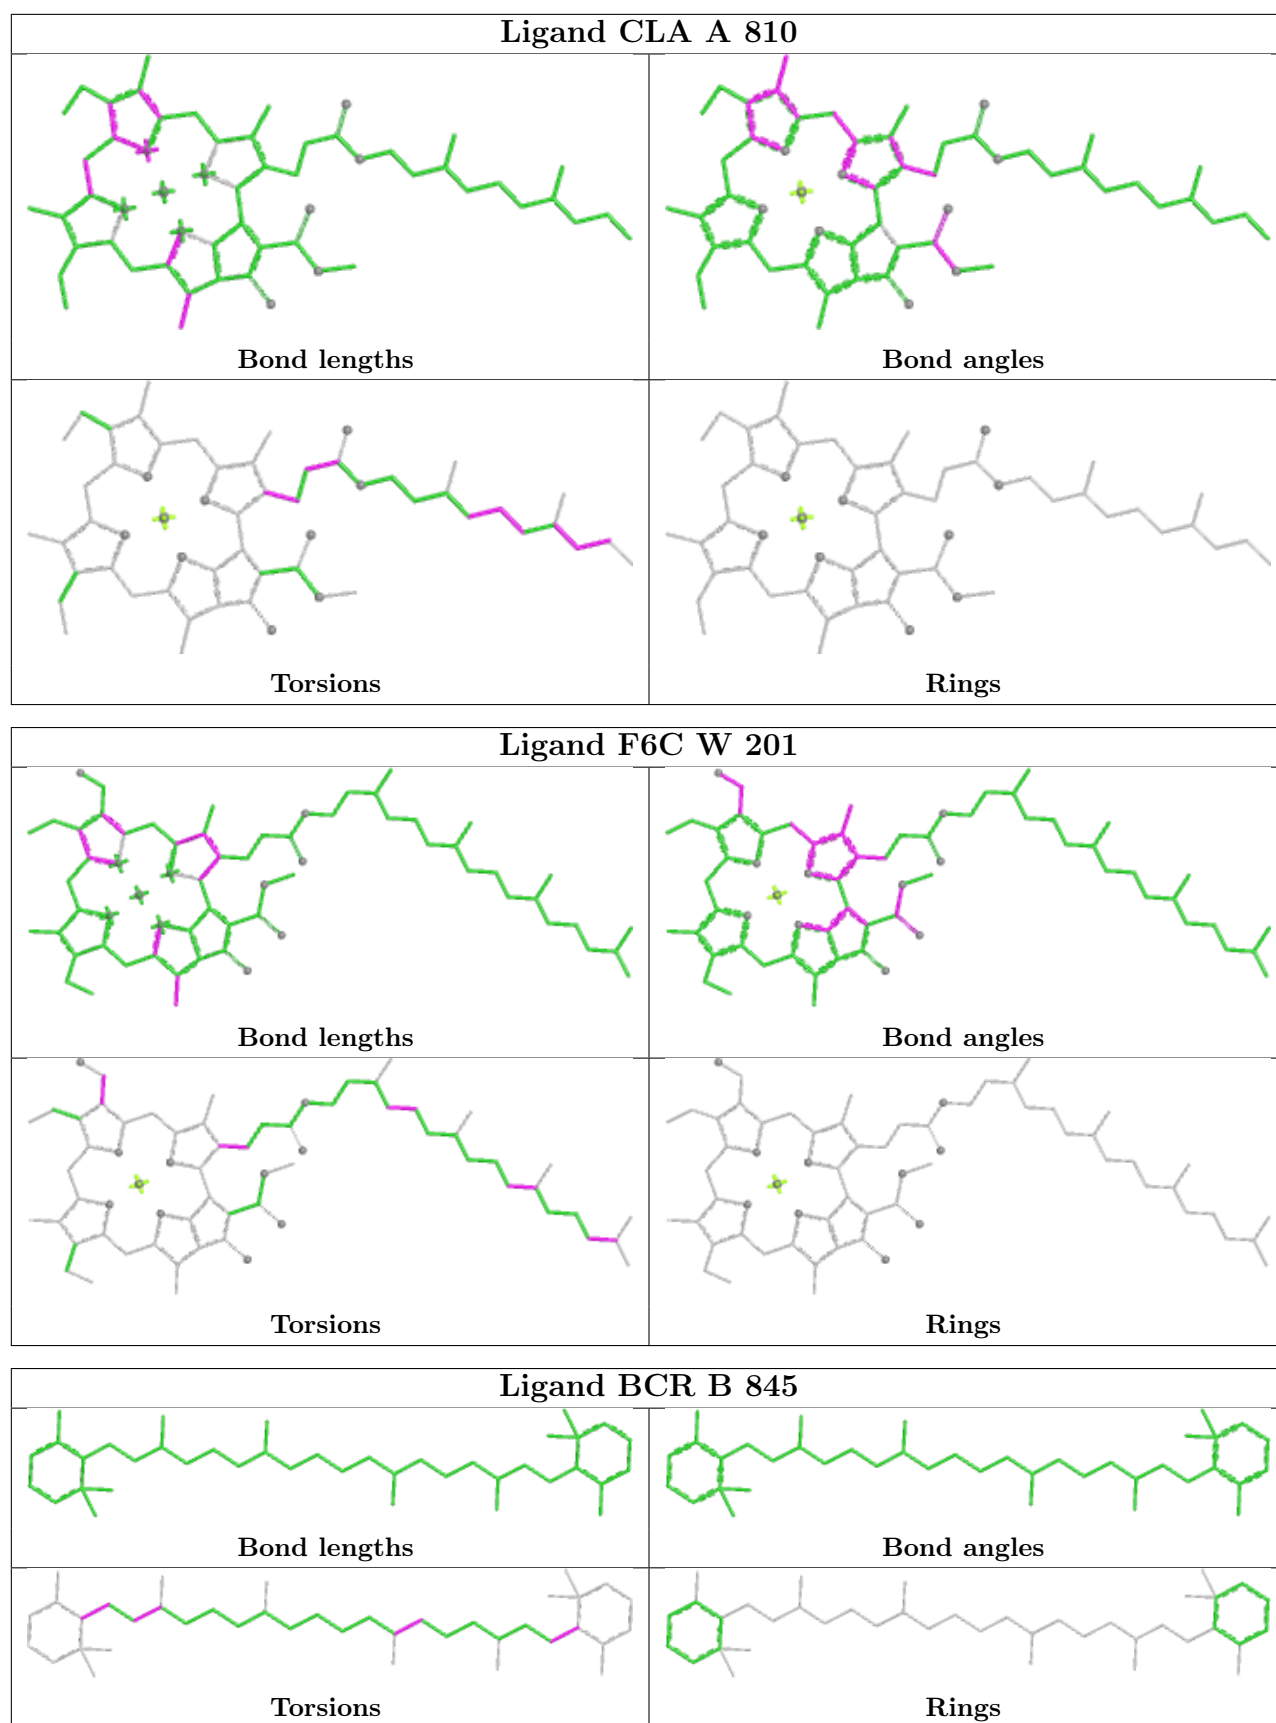 Ligand CLA A 810
Bond lengths
Bond angles
Torsions
Rings
Ligand F6C W 201
Bond lengths
Bond angles
Torsions
Rings
Ligand BCR B 845
Bond lengths
Bond angles
Torsions
Rings